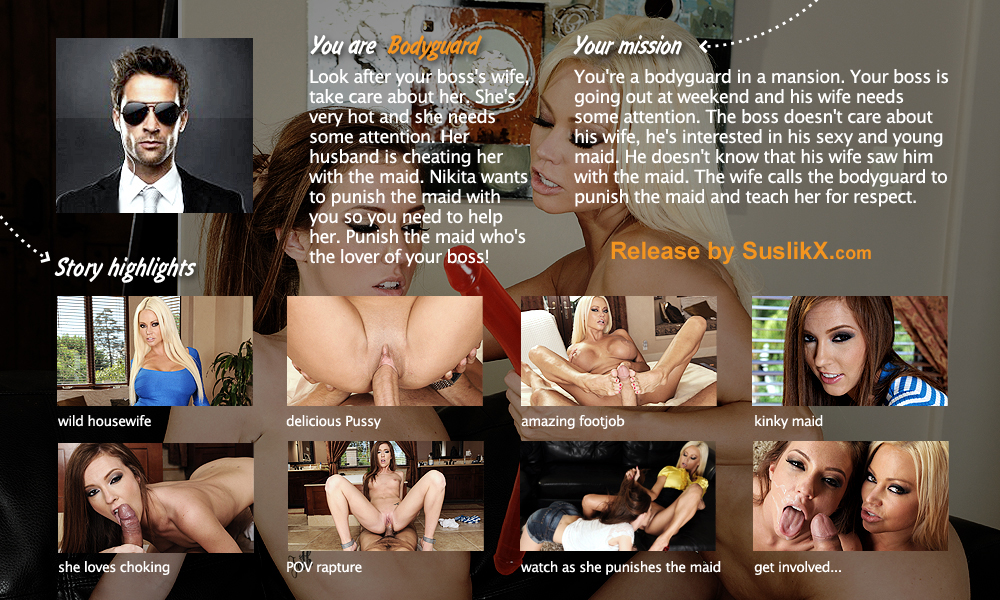 You are Bodyguard
Look after your boss's wife,
take care about her. She's
very hot and she needs
some attention. Her
husband is cheating her
with the maid. Nikita wants
to punish the maid with
you so you need to help
her. Punish the maid who's
the lover of your boss!
Your mission
You're a bodyguard in a mansion. Your boss is
going out at weekend and his wife needs
some attention. The boss doesn't care about
his wife, he's interested in his sexy and young
maid. He doesn't know that his wife saw him
with the maid. The wife calls the bodyguard to
punish the maid and teach her for respect.
Release by SuslikX.com
Story highlights
wild housewife
delicious Pussy
amazing footjob
kinky maid
she loves choking
POV rapture
watch as she punishes the maid
get involved...